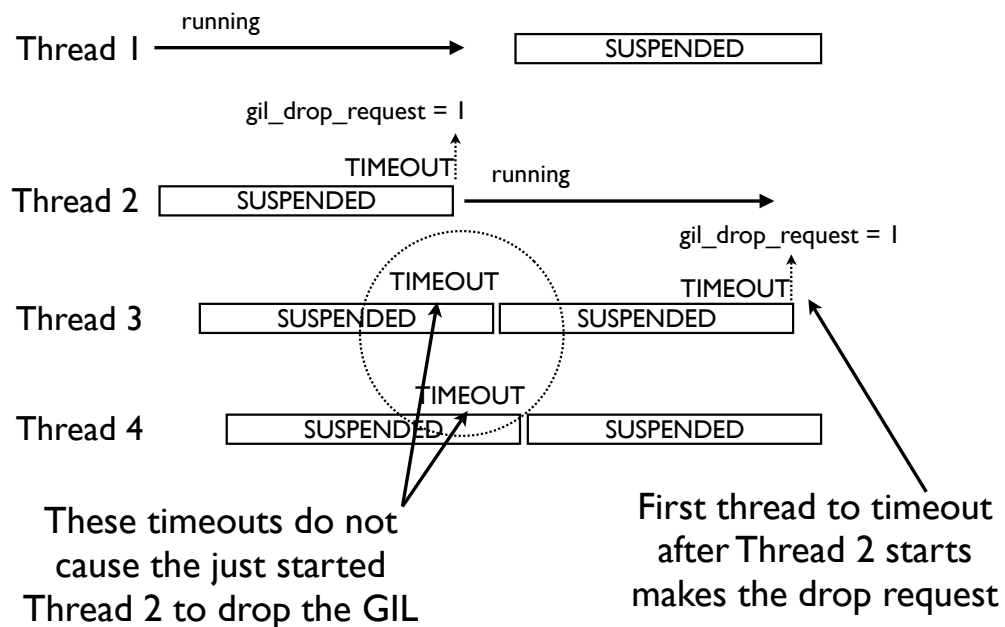 running
Thread 1
SUSPENDED
gil_drop_request = 1
TIMEOUT
running
Thread 2
SUSPENDED
gil_drop_request = 1
TIMEOUT
TIMEOUT
Thread 3
SUSPENDED
SUSPENDED
TIMEOUT
Thread 4
SUSPENDED
SUSPENDED
These timeouts do not
cause the just started
Thread 2 to drop the GIL
First thread to timeout
after Thread 2 starts
makes the drop request